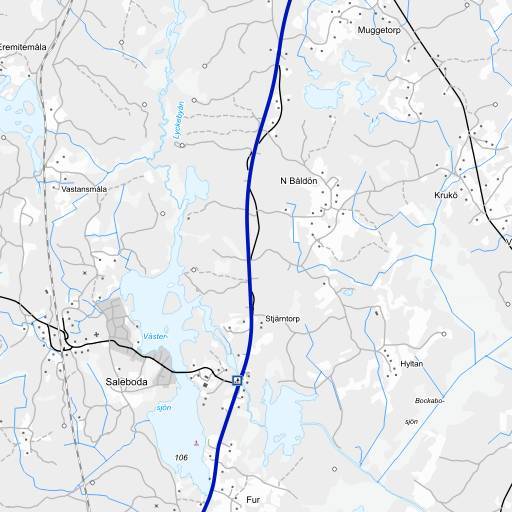 Muggetorp
Eremitemåla
Lyckebyån
N Båldön
Vastansmåla
Krukö
Stjärntorp
Väster-
Hyltan
Saleboda
Bockabo-
sjön
sjön
106
Fur